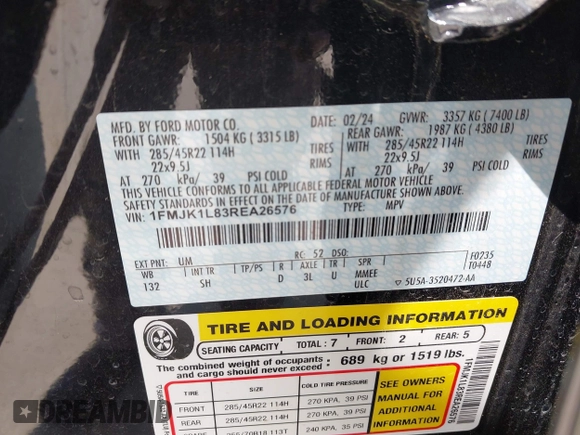 MFD. BY FORD MOTOR CO. DATE: 02/24 GVWR: 3357 KG (7400 LB)
FRONT GAWR: 1504 KG (3315 LB) REAR GAWR: 1987 KG (4380 LB)
WITH 285/45R22 114H TIRES WITH 285/45R22 114H TIRES
22x9.5J RIMS 22x9.5J RIMS
AT 270 kPa/ 39 PSI COLD AT 270 kPa/ 39 PSI COLD
THIS VEHICLE CONFORMS TO ALL APPLICABLE FEDERAL MOTOR VEHICLE
SAFETY STANDARDS IN EFFECT ON THE DATE OF MANUFACTURE SHOWN ABOVE.
VIN: 1FMJK1L83REA26576 TYPE: MPV
EXT PNT: UM RC: 52 DSO: F0235
WB INT TR TP/PS R AXLE TR SPR T0448
132 SH D 3L U MMEE
ULC 5U5A-3520472-AA
TIRE AND LOADING INFORMATION
SEATING CAPACITY TOTAL: 7 FRONT: 2 REAR: 5
The combined weight of occupants and cargo should never exceed: 689 kg or 1519 lbs.
TIRE SIZE COLD TIRE PRESSURE
FRONT 285/45R22 114H 270 KPA, 39 PSI
REAR 285/45R22 114H 270 KPA, 39 PSI
240 KPA, 35 PSI
SEE OWNERS
MANUAL FOR
ADDITIONAL
INFORMATION
1FMJK1L83REA26576
DREAMBID